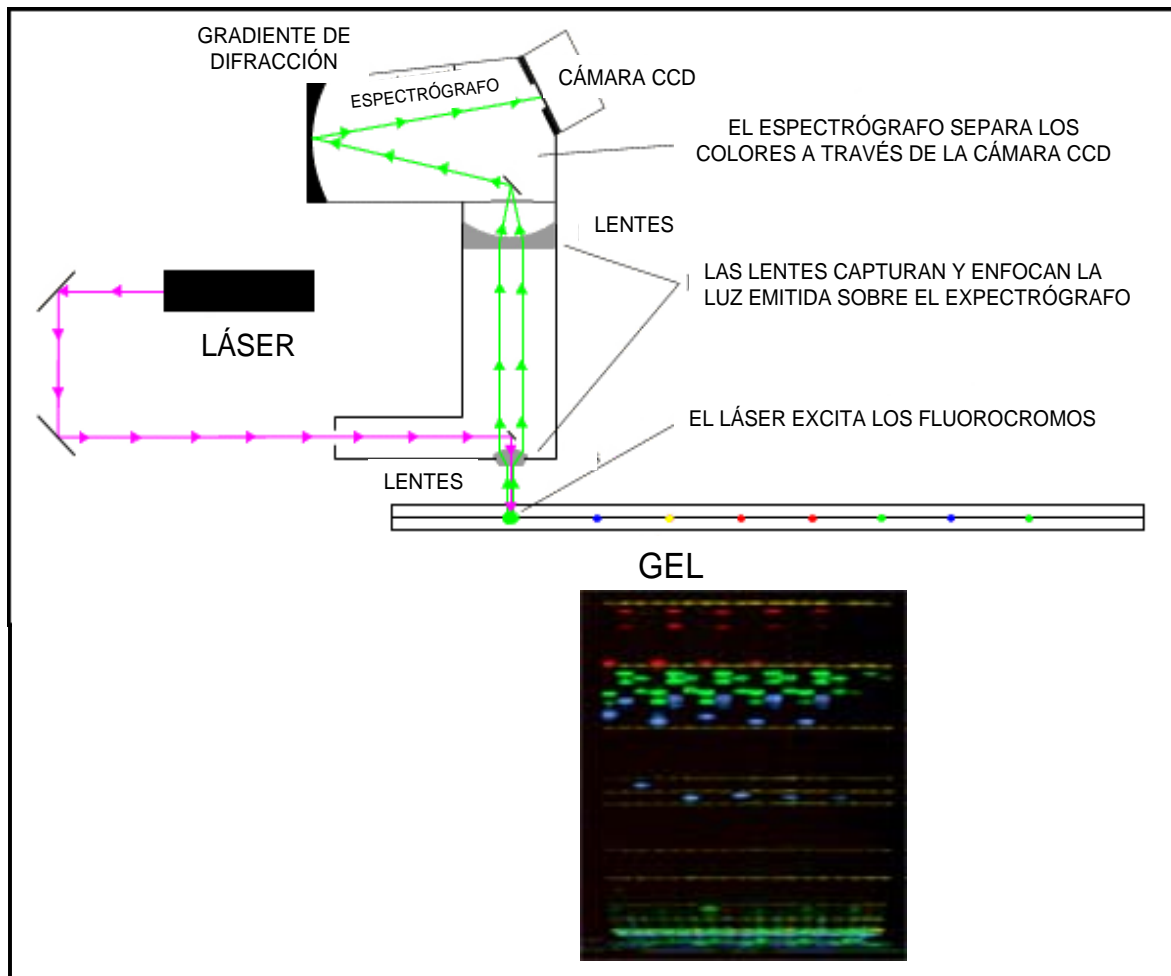 GRADIENTE DE
DIFRACCIÓN
ESPECTRÓGRAFO
CÁMARA CCD
EL ESPECTRÓGRAFO SEPARA LOS
COLORES A TRAVÉS DE LA CÁMARA CCD
LENTES
LAS LENTES CAPTURAN Y ENFOCAN LA
LUZ EMITIDA SOBRE EL EXPECTRÓGRAFO
LÁSER
EL LÁSER EXCITA LOS FLUOROCROMOS
LENTES
GEL